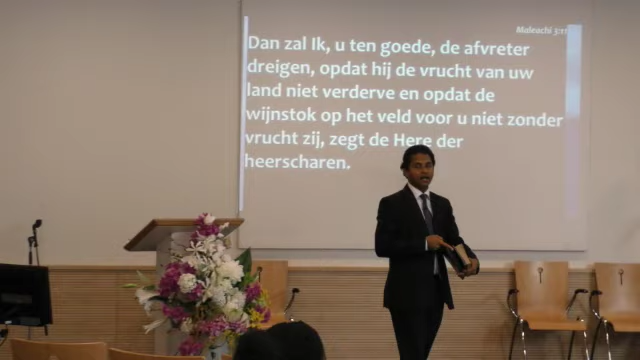 Maleachi 3:11
Dan zal Ik, u ten goede, de afvreter
dreigen, opdat hij de vrucht van uw
land niet verderve en opdat de
wijnstok op het veld voor u niet zonder
vrucht zij, zegt de Here der
heerscharen.